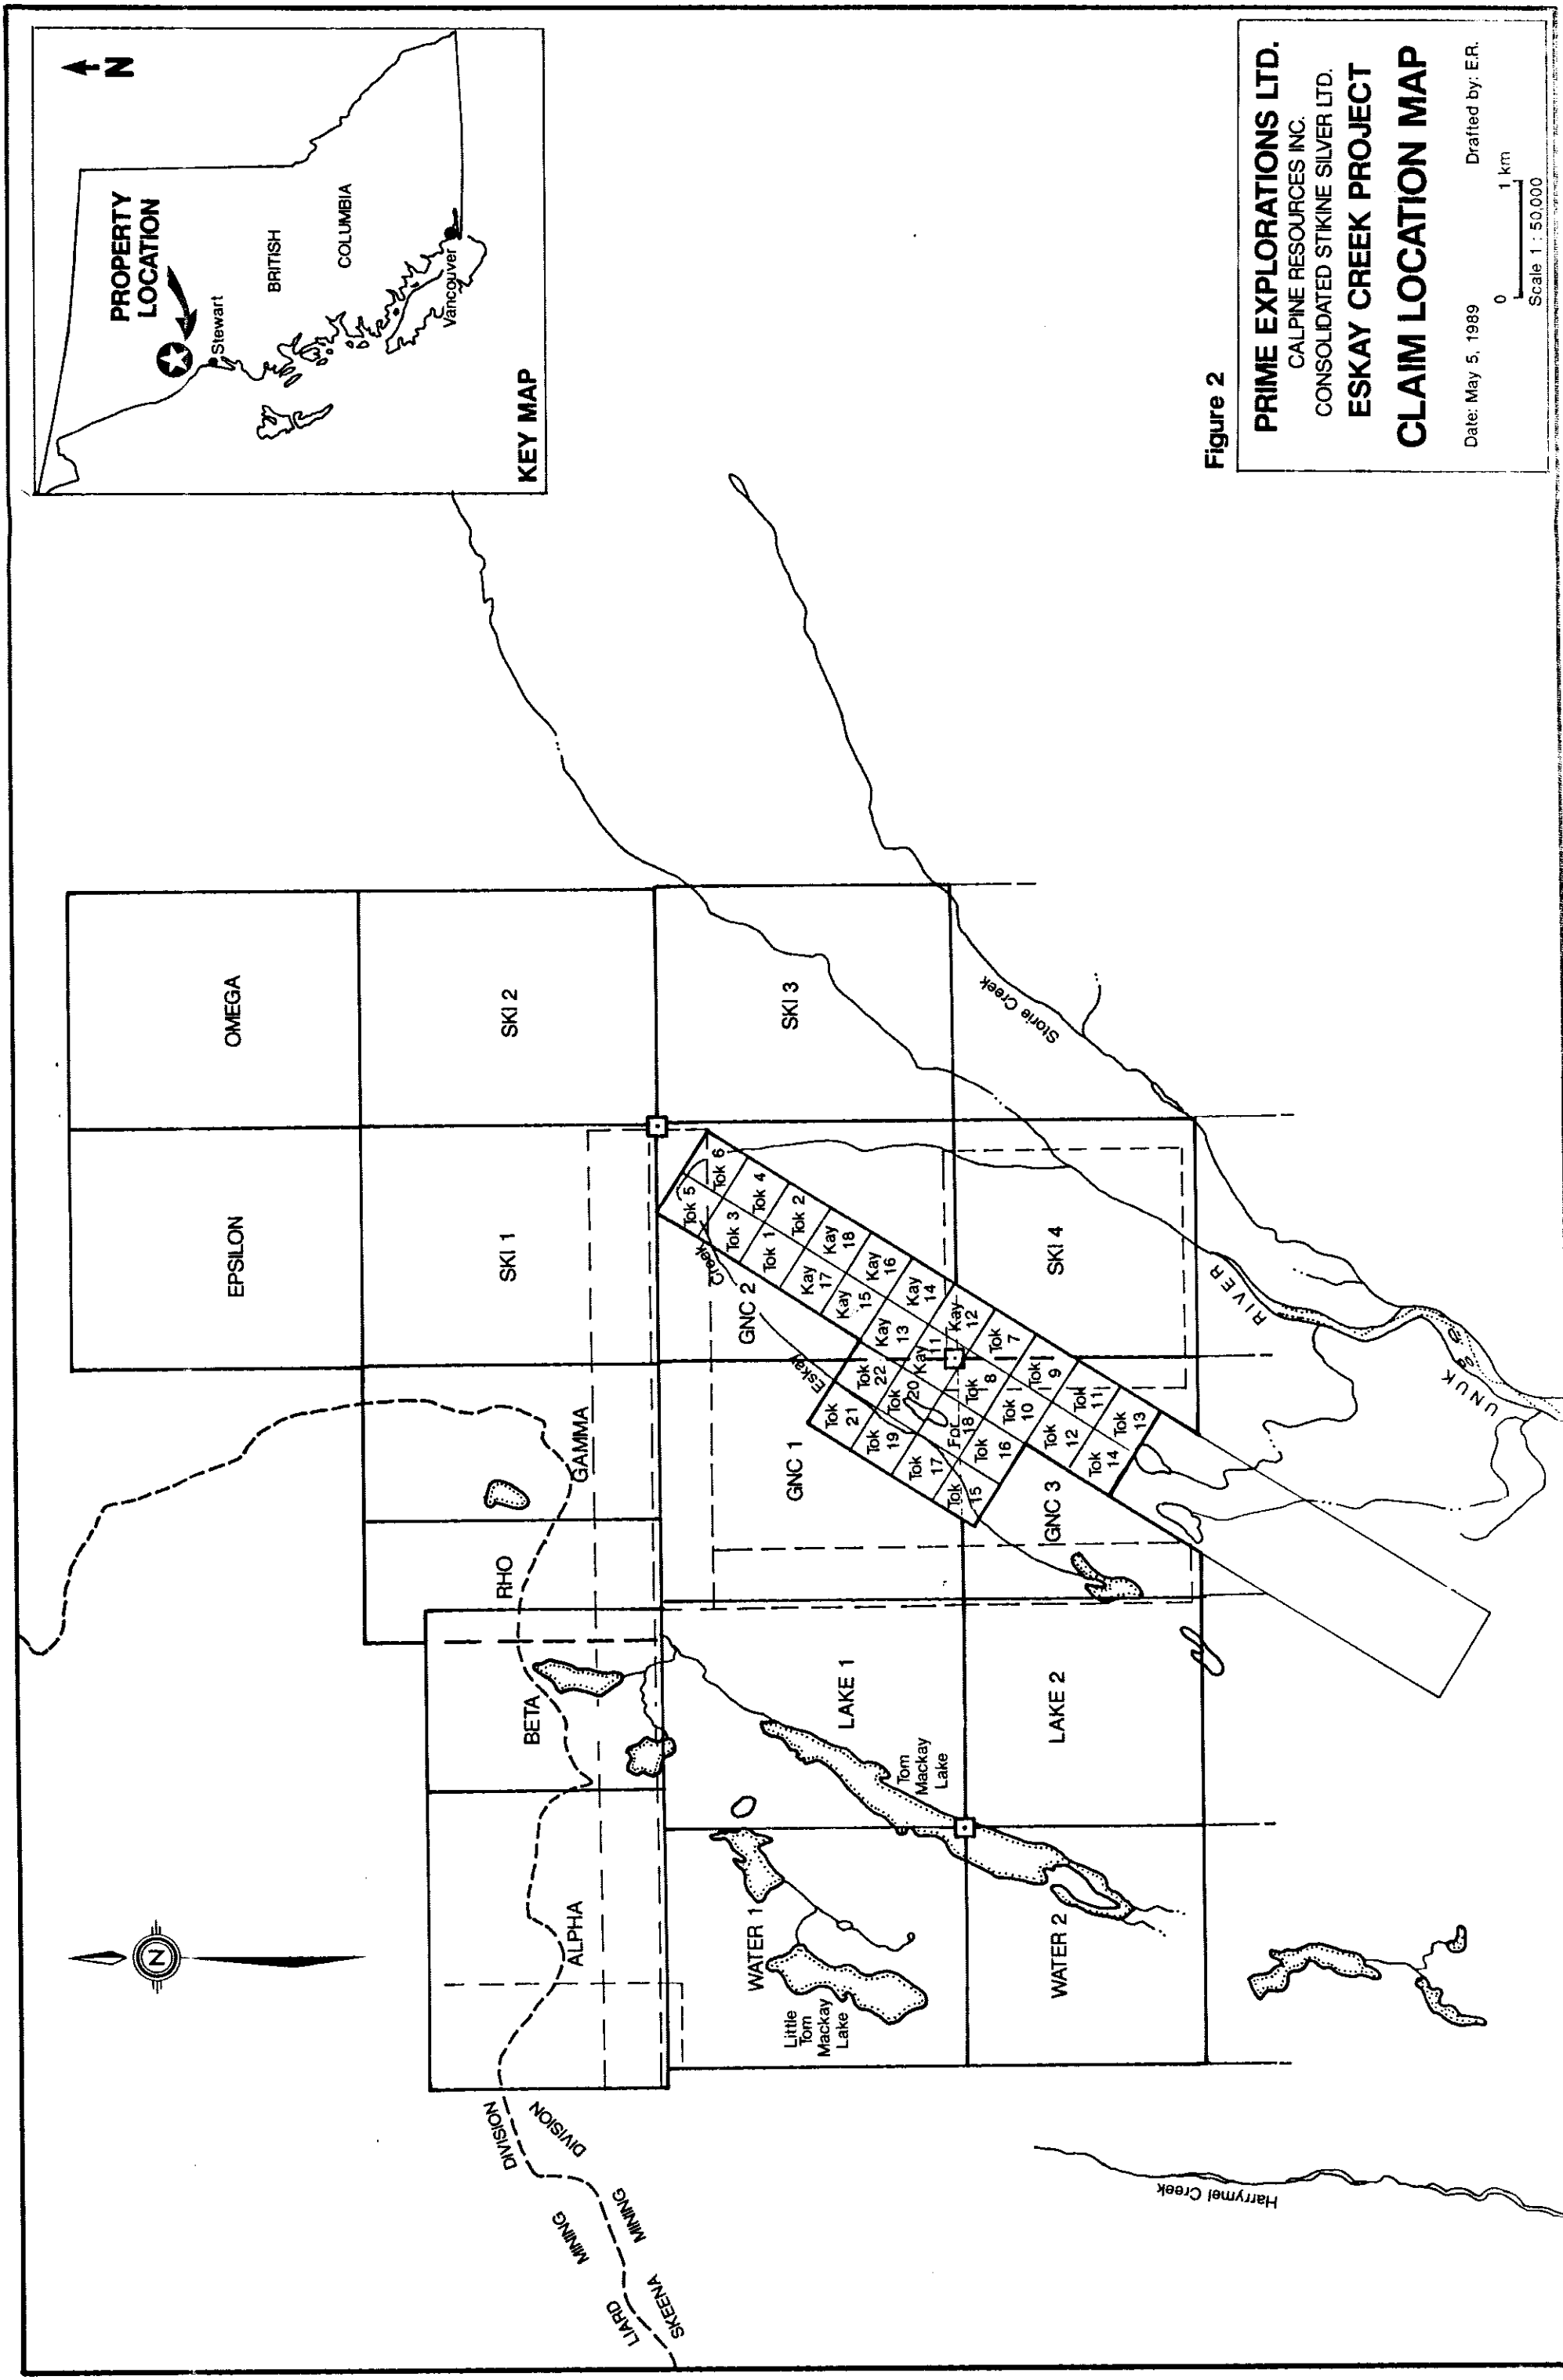 N
PROPERTY
LOCATION
Stewart
BRITISH
COLUMBIA
Vancouver
KEY MAP
N
OMEGA
EPSILON
SKI 2
SKI 1
GAMMA
RHO
BETA
ALPHA
DIVISION
DIVISION
MINING
MINING
LIARD
SKEENA
SKI 3
GNC 2
Eskay
Creek
GNC 1
LAKE 1
Tom
Mackay
Lake
WATER 1
Little
Tom
Mackay
Lake
SKI 4
GNC 3
LAKE 2
WATER 2
Tok 5
Tok 6
Tok 3
Tok 4
Tok 1
Tok 2
Kay
17
Kay
18
Kay
15
Kay
16
Kay
13
Kay
14
Kay
11
Kay
12
Tok
22
Tok
21
Tok
20
Tok
19
Tok
7
Tok
8
Tok
9
Tok
10
Tok
17
18
Tok
15
Tok
16
Tok
11
Tok
12
Tok
13
Tok
14
Storie Creek
UNUK
RIVER
Harrymel Creek
Figure 2
PRIME EXPLORATIONS LTD.
CALPINE RESOURCES INC.
CONSOLIDATED STIKINE SILVER LTD.
ESKAY CREEK PROJECT
CLAIM LOCATION MAP
Date: May 5, 1989 Drafted by: E.R.
0 1 km
Scale 1 : 50,000